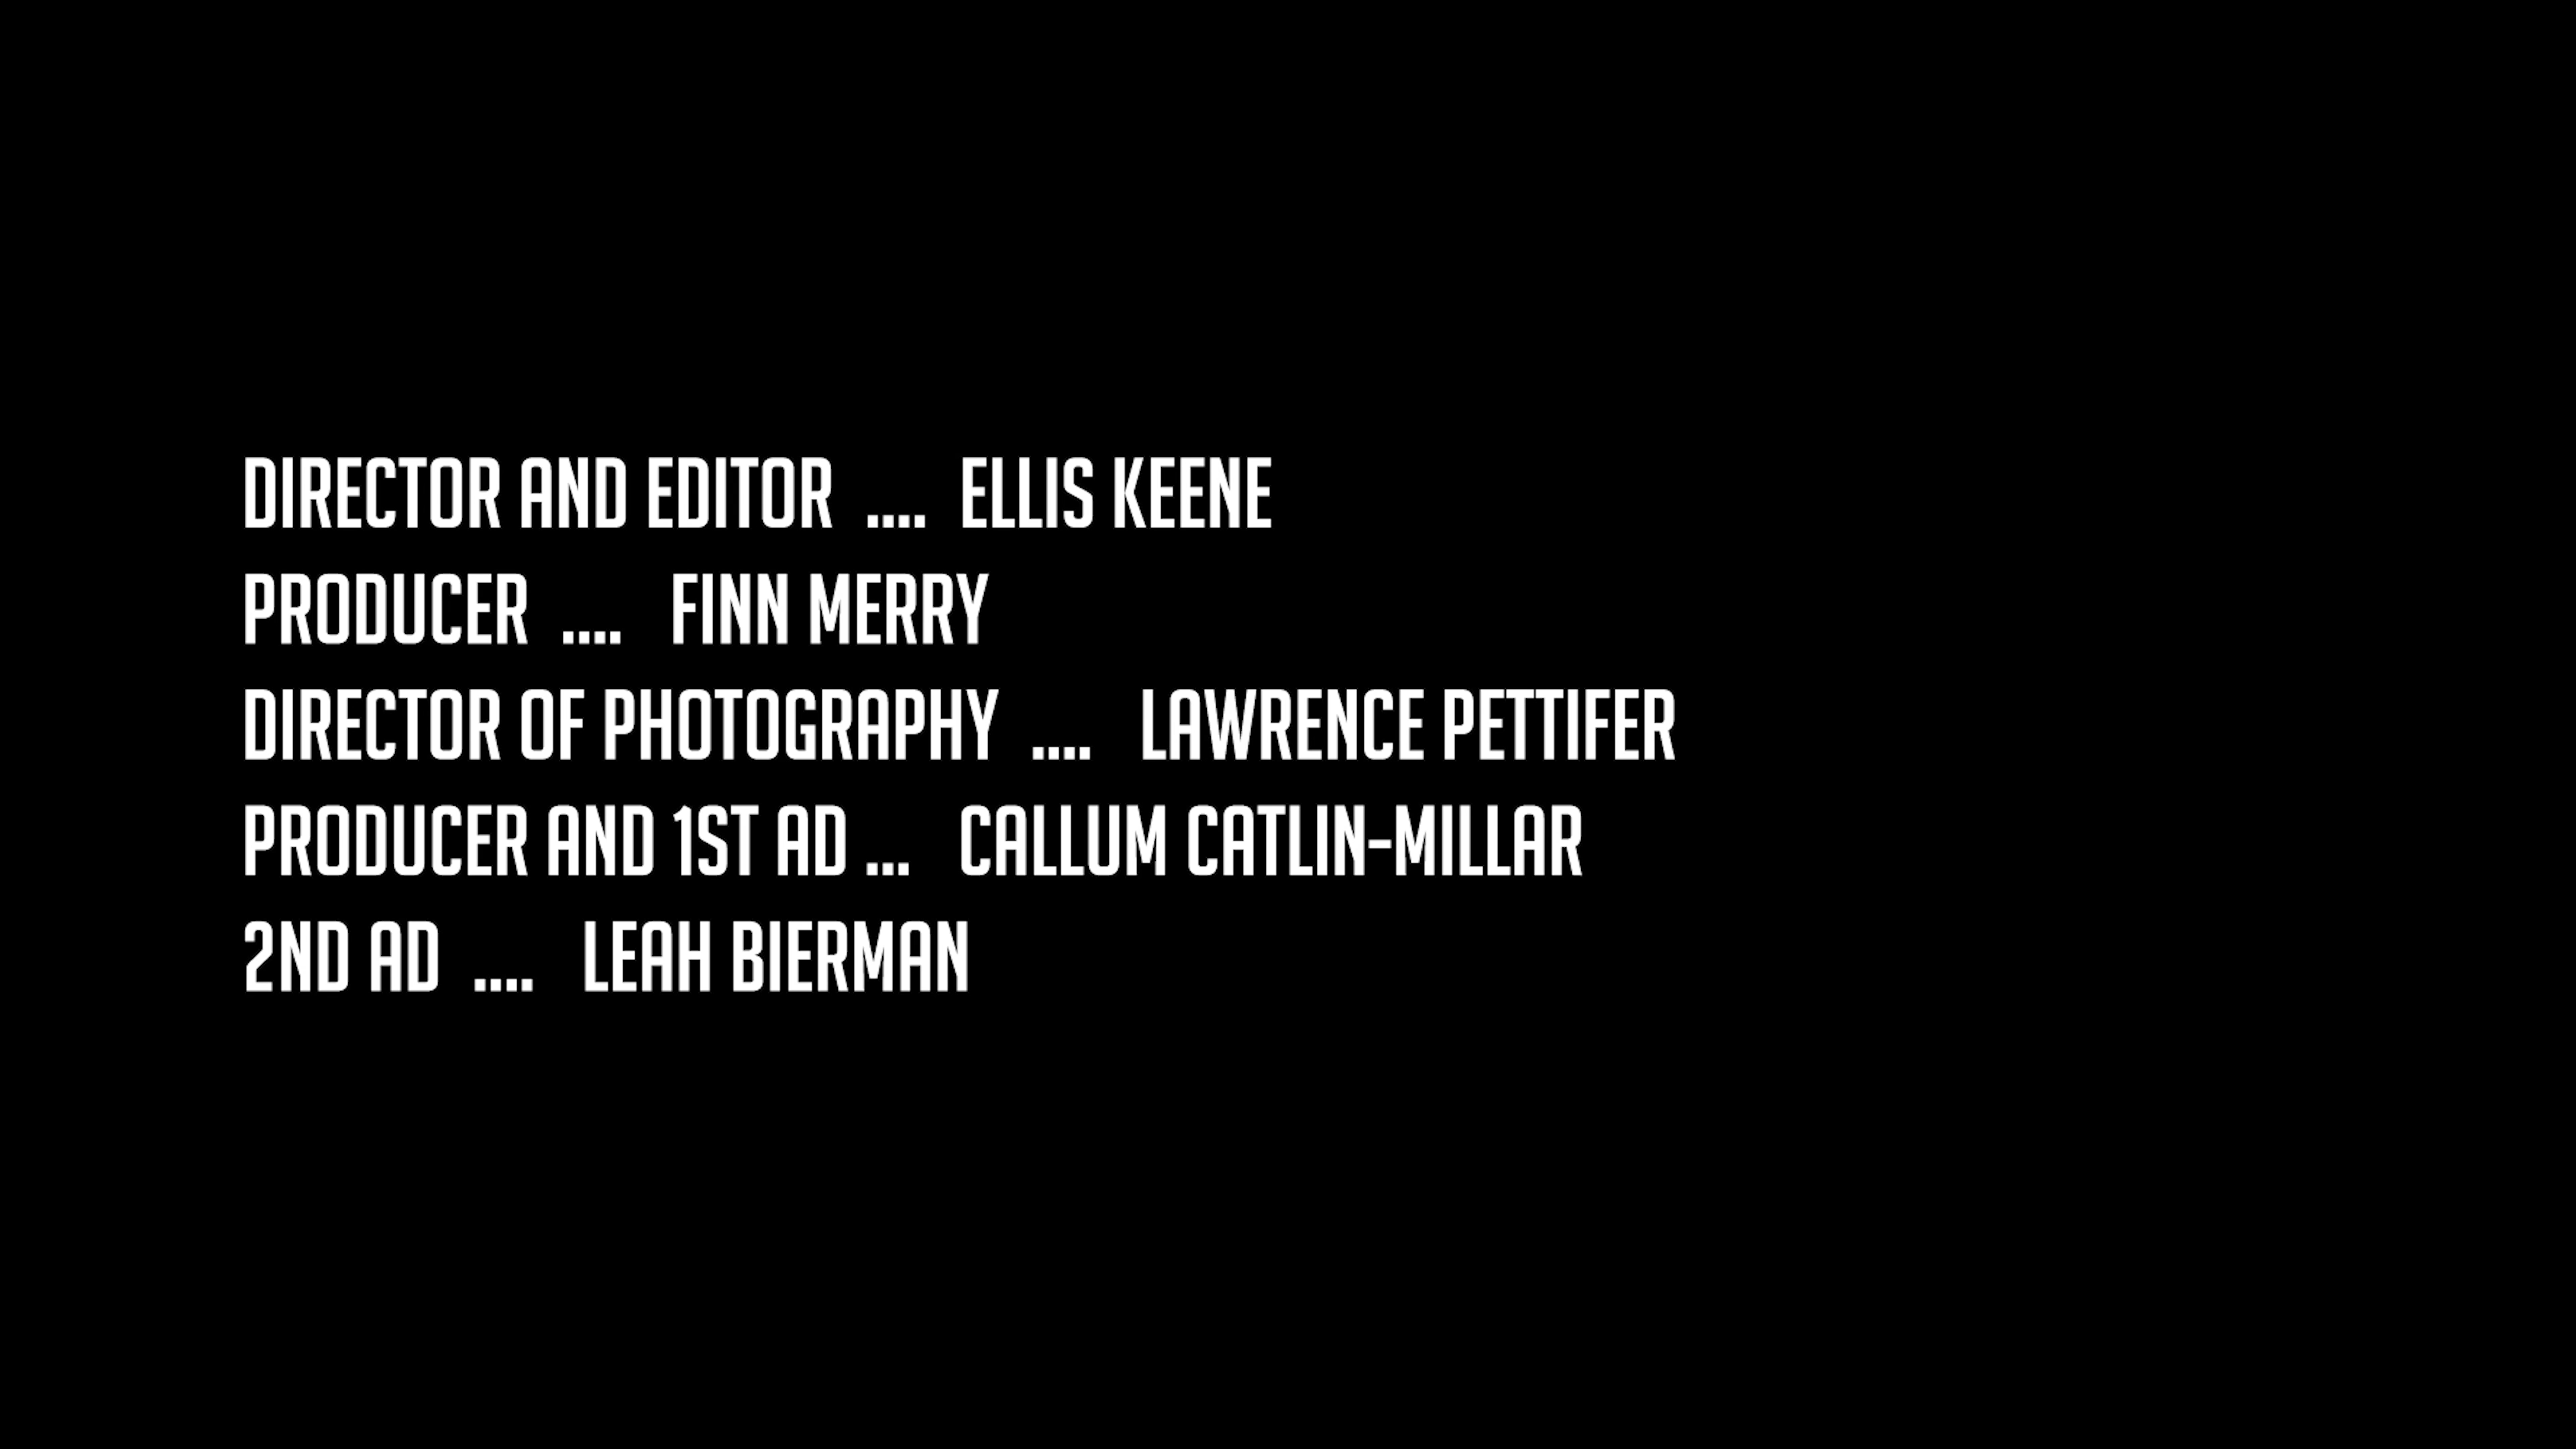 DIRECTOR AND EDITOR .... ELLIS KEENE
PRODUCER .... FINN MERRY
DIRECTOR OF PHOTOGRAPHY .... LAWRENCE PETTIFER
PRODUCER AND 1ST AD ... CALLUM CATLIN-MILLAR
2ND AD .... LEAH BIERMAN